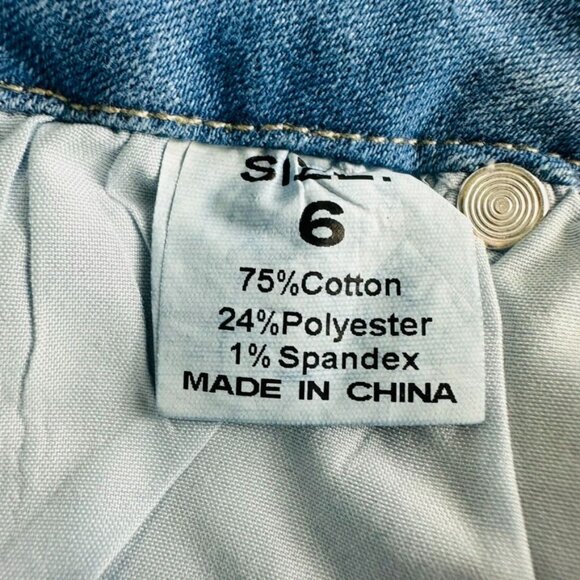 SIZE:
6
75%Cotton
24%Polyester
1% Spandex
MADE IN CHINA